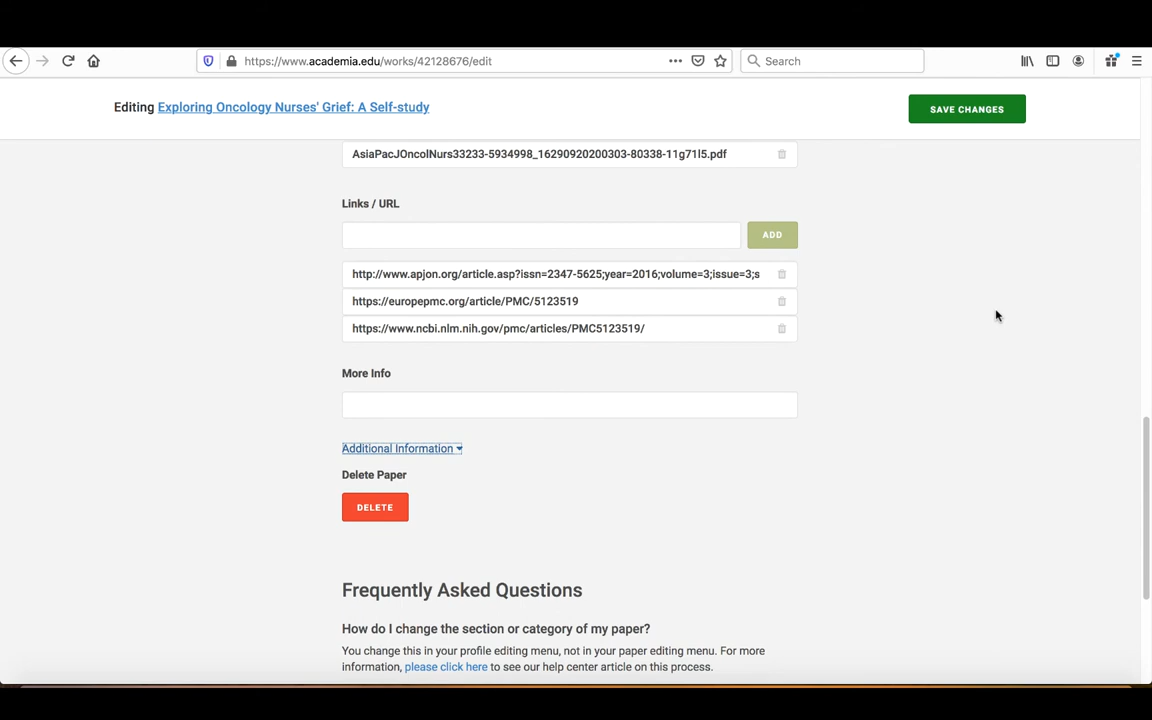 https://www.academia.edu/works/42128676/edit
Search
Editing Exploring Oncology Nurses' Grief: A Self-study
SAVE CHANGES
AsiaPacJOncolNurs33233-5934998_16290920200303-80338-11g71l5.pdf
Links / URL
ADD
http://www.apjon.org/article.asp?issn=2347-5625;year=2016;volume=3;issue=3;s
https://europepmc.org/article/PMC/5123519
https://www.ncbi.nlm.nih.gov/pmc/articles/PMC5123519/
More Info
Additional Information
Delete Paper
DELETE
Frequently Asked Questions
How do I change the section or category of my paper?
You change this in your profile editing menu, not in your paper editing menu. For more
information, please click here to see our help center article on this process.